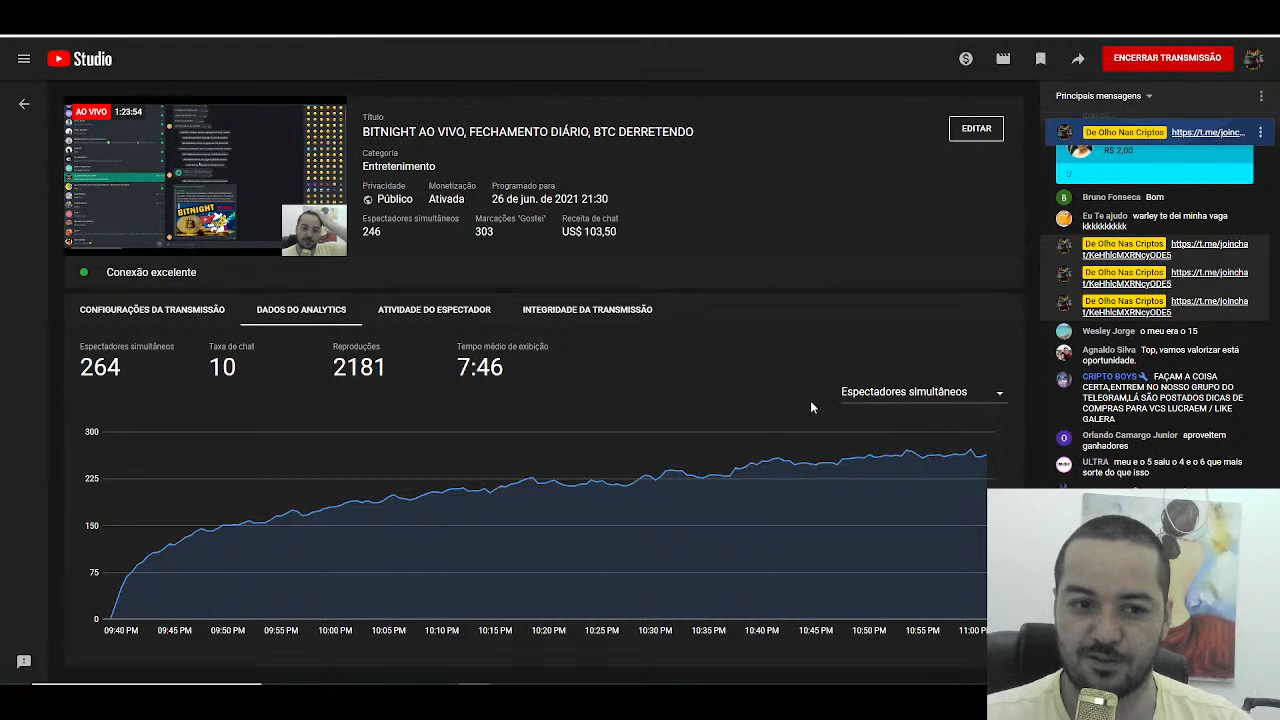 Studio
ENCERRAR TRANSMISSÃO
AO VIVO 1:23:54
BITNIGHT
Título
BITNIGHT AO VIVO, FECHAMENTO DIÁRIO, BTC DERRETENDO
EDITAR
Categoria
Entretenimento
Privacidade Monetização Programado para
Público Ativada 26 de junho de 2021 21:30
Espectadores simultâneos Marcações "Gostei" Receita de chat
246 303 US$ 103,50
Conexão excelente
CONFIGURAÇÕES DA TRANSMISSÃO DADOS DO ANALYTICS ATIVIDADE DO ESPECTADOR INTEGRIDADE DA TRANSMISSÃO
Espectadores simultâneos Taxa de chat Reproduções Tempo médio de exibição
264 10 2181 7:46
Espectadores simultâneos
300
225
150
75
0
09:40 PM 09:45 PM 09:50 PM 09:55 PM 10:00 PM 10:05 PM 10:10 PM 10:15 PM 10:20 PM 10:25 PM 10:30 PM 10:35 PM 10:40 PM 10:45 PM 10:50 PM 10:55 PM 11:00 P
Principais mensagens
De Olho Nas Criptos https://t.me/joinc...
R$ 2,00
:/
Bruno Fonseca Bom
Eu Te ajudo warley te dei minha vaga
kkkkkkkkkk
De Olho Nas Criptos https://t.me/joincha
t/KeHhlcMXRNcyODE5
De Olho Nas Criptos https://t.me/joincha
t/KeHhlcMXRNcyODE5
De Olho Nas Criptos https://t.me/joincha
t/KeHhlcMXRNcyODE5
Wesley Jorge o meu era o 15
Agnaldo Silva Top, vamos valorizar está
oportunidade.
CRIPTO BOYS FAÇAM A COISA
CERTA,ENTREM NO NOSSO GRUPO DO
TELEGRAM,LÁ SÃO POSTADOS DICAS DE
COMPRAS PARA VCS LUCRAEM / LIKE
GALERA
Orlando Camargo Junior aproveitem
ganhadores
ULTRA meu e o 5 saiu o 4 e o 6 que mais
sorte do que isso